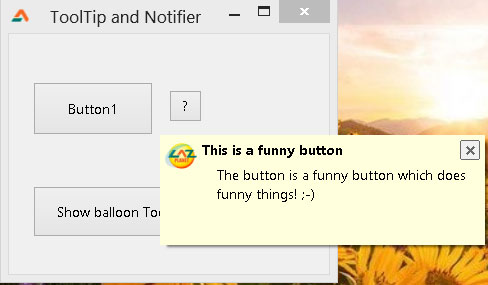 ToolTip and Notifier
Button1
?
This is a funny button
The button is a funny button which does
funny things! ;-)
Show balloon Too